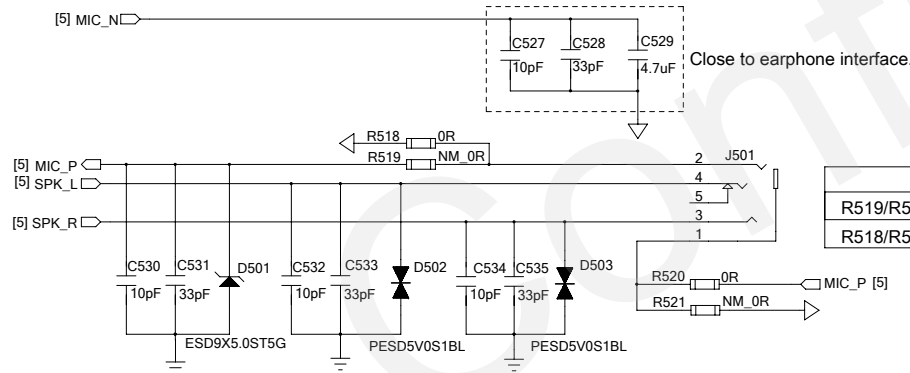 [5] MIC_N
C527
10pF
C528
33pF
C529
4.7uF
Close to earphone interface.
R518 0R
R519 NM_0R
[5] MIC_P
[5] SPK_L
[5] SPK_R
2 J501
4
5
3
1
R519/R5
R518/R5
C530
10pF
C531
33pF
D501
C532
10pF
C533
33pF
D502
C534
10pF
C535
33pF
D503
R520 0R
MIC_P [5]
R521 NM_0R
ESD9X5.0ST5G
PESD5V0S1BL
PESD5V0S1BL